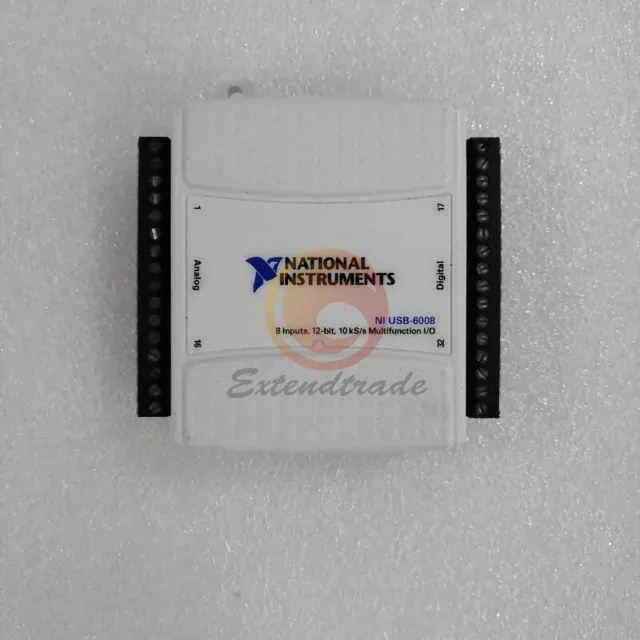 1
17
Analog
Digital
NATIONAL
INSTRUMENTS
NI USB-6008
8 Inputs, 12-bit, 10 kS/s Multifunction I/O
16
32
Extendtrade